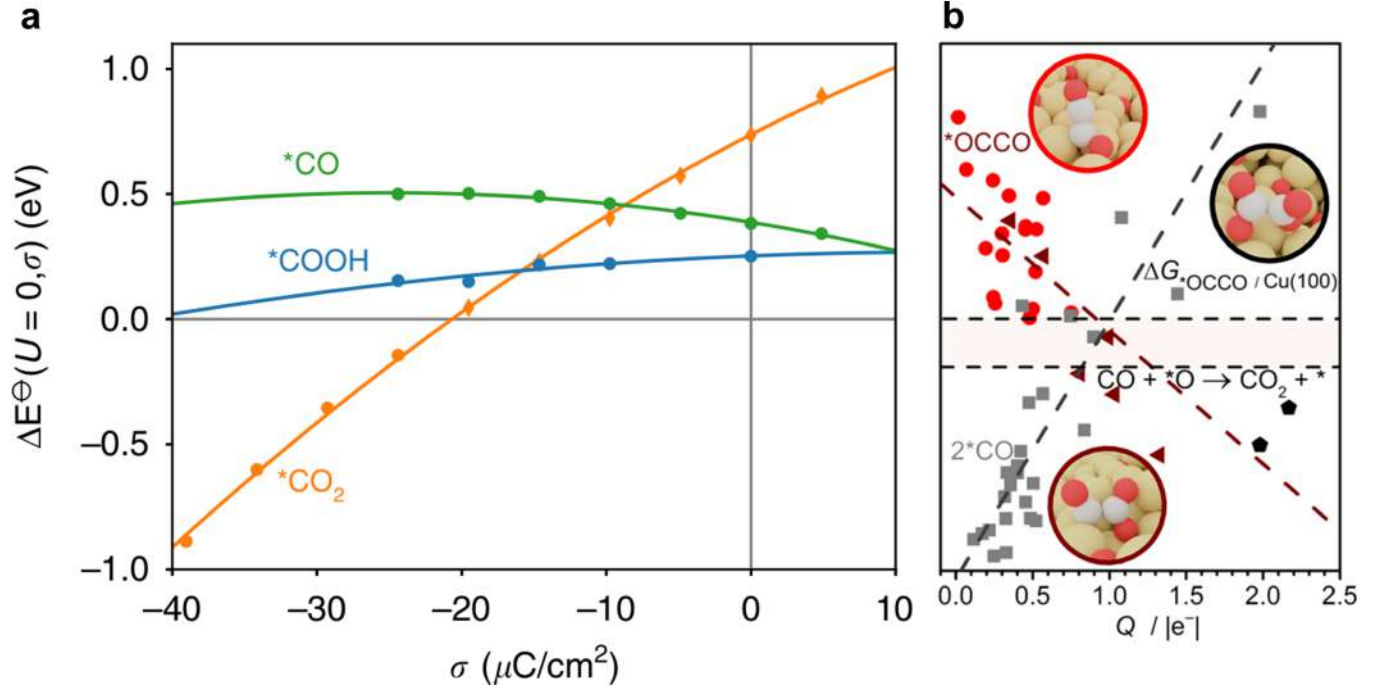 a
ΔE⊖(U = 0,σ) (eV)
1.0
0.5
0.0
−0.5
−1.0
*CO
*COOH
*CO₂
−40
−30
−20
−10
0
10
σ (μC/cm²)
b
*OCCO
ΔG*OCCO / Cu(100)
CO + *O → CO₂ + *
2*CO
0.0
0.5
1.0
1.5
2.0
2.5
Q / |e⁻|